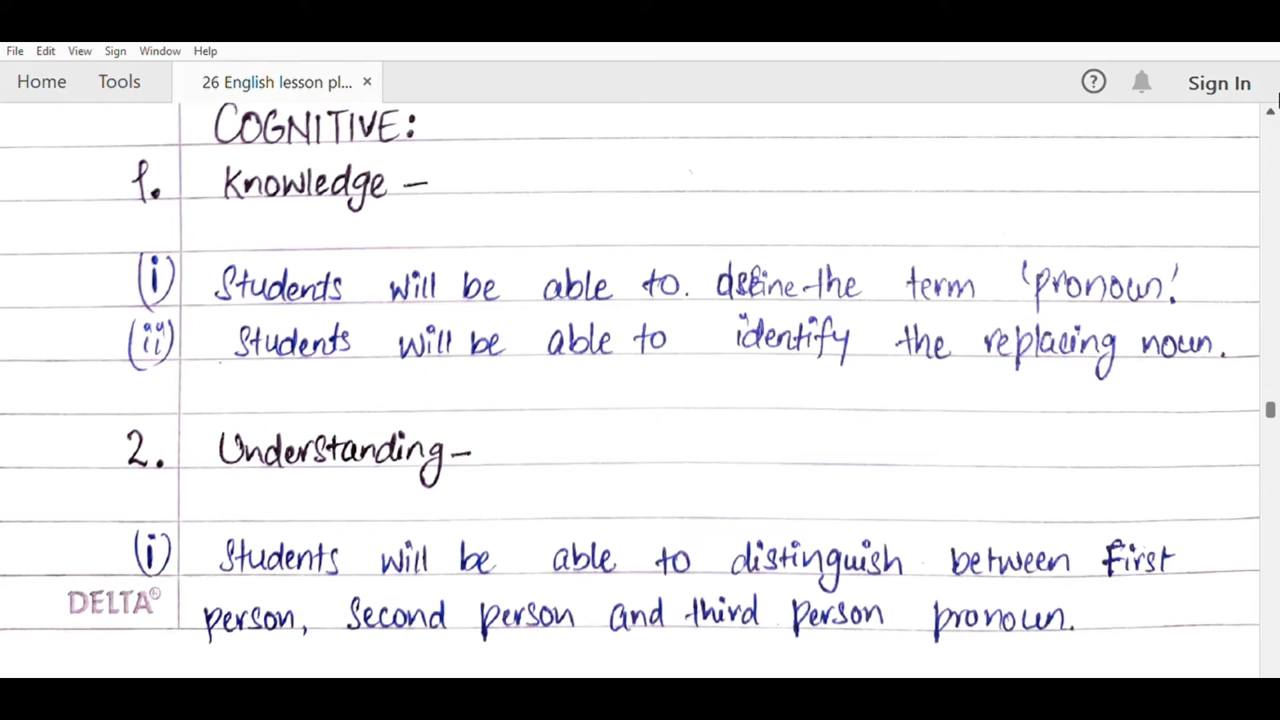 File Edit View Sign Window Help
Home Tools 26 English lesson pl... × ? Sign In
COGNITIVE:
1. Knowledge –
(i) Students will be able to. define the term 'pronoun'.
(ii) Students will be able to identify the replacing noun.
2. Understanding –
(i) Students will be able to distinguish between first
DELTA® person, second person and third person pronoun.